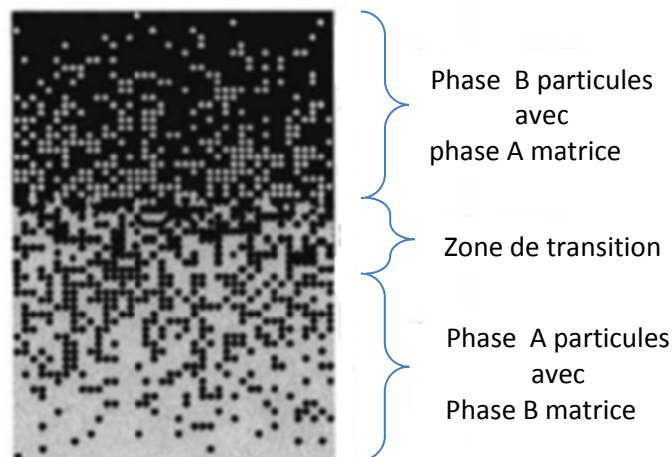 Phase B particules
avec
phase A matrice
Zone de transition
Phase A particules
avec
Phase B matrice